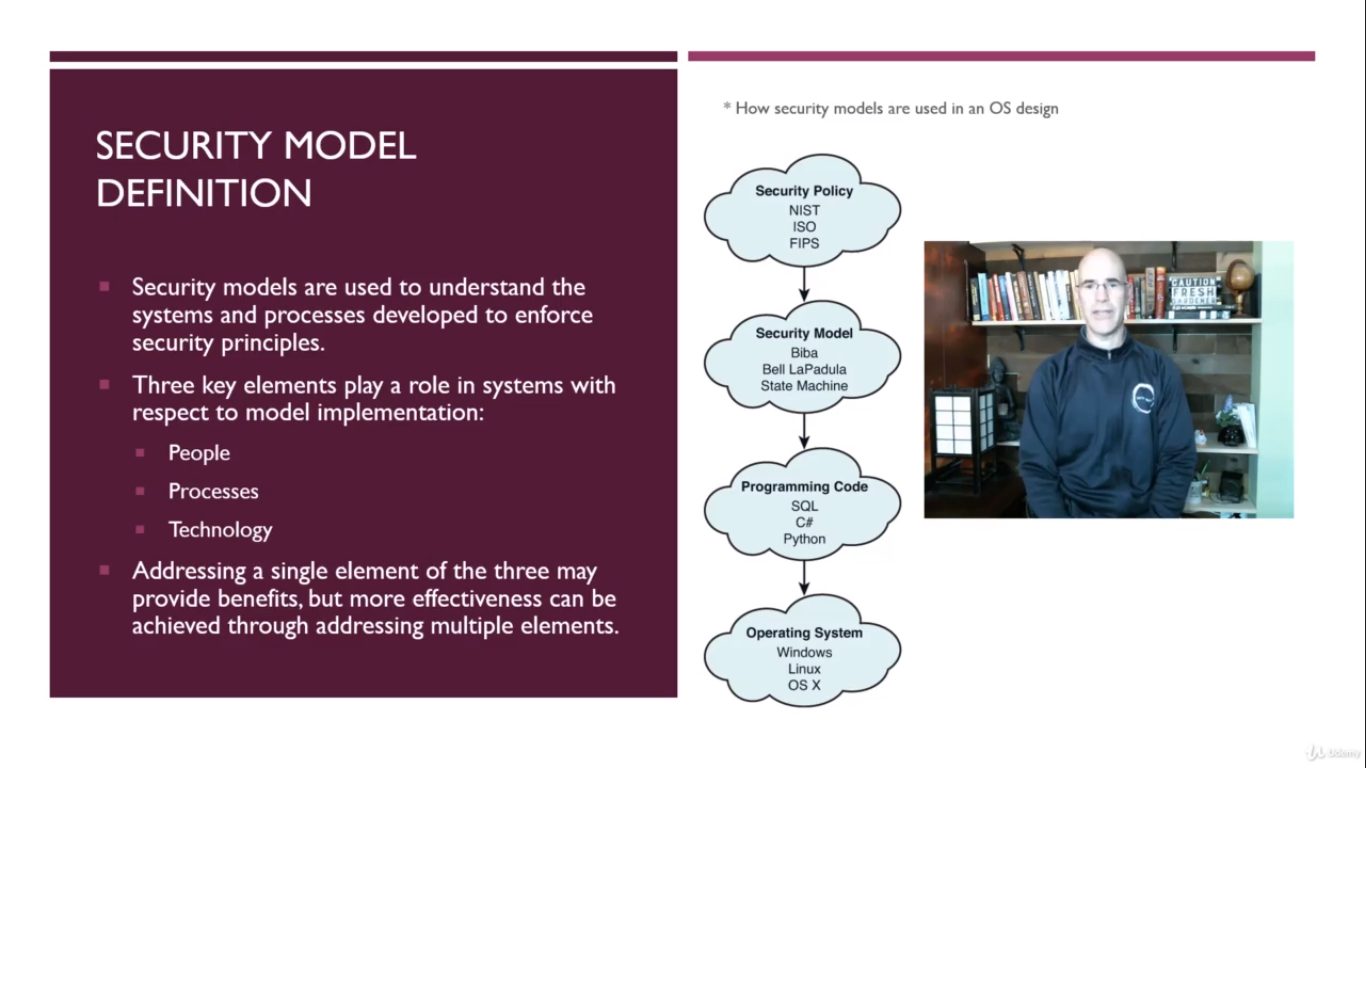 SECURITY MODEL
DEFINITION
Security models are used to understand the
systems and processes developed to enforce
security principles.
Three key elements play a role in systems with
respect to model implementation:
People
Processes
Technology
Addressing a single element of the three may
provide benefits, but more effectiveness can be
achieved through addressing multiple elements.
* How security models are used in an OS design
Security Policy
NIST
ISO
FIPS
Security Model
Biba
Bell LaPadula
State Machine
Programming Code
SQL
C#
Python
Operating System
Windows
Linux
OS X
CAUTION
FRESH
GARDENER
Udemy